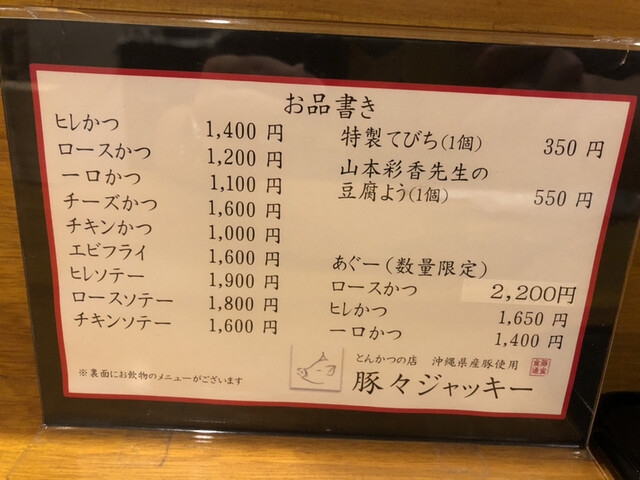 お品書き
ヒレかつ 1,400 円
ロースかつ 1,200 円
一口かつ 1,100 円
チーズかつ 1,600 円
チキンかつ 1,000 円
エビフライ 1,600 円
ヒレソテー 1,900 円
ロースソテー 1,800 円
チキンソテー 1,600 円
※裏面にお飲物のメニューがございます
特製てびち(1個) 350 円
山本彩香先生の
豆腐よう(1個) 550 円
あぐー(数量限定)
ロースかつ 2,200円
ヒレかつ 1,650 円
一口かつ 1,400 円
とんかつの店 沖縄県産豚使用
豚々ジャッキー